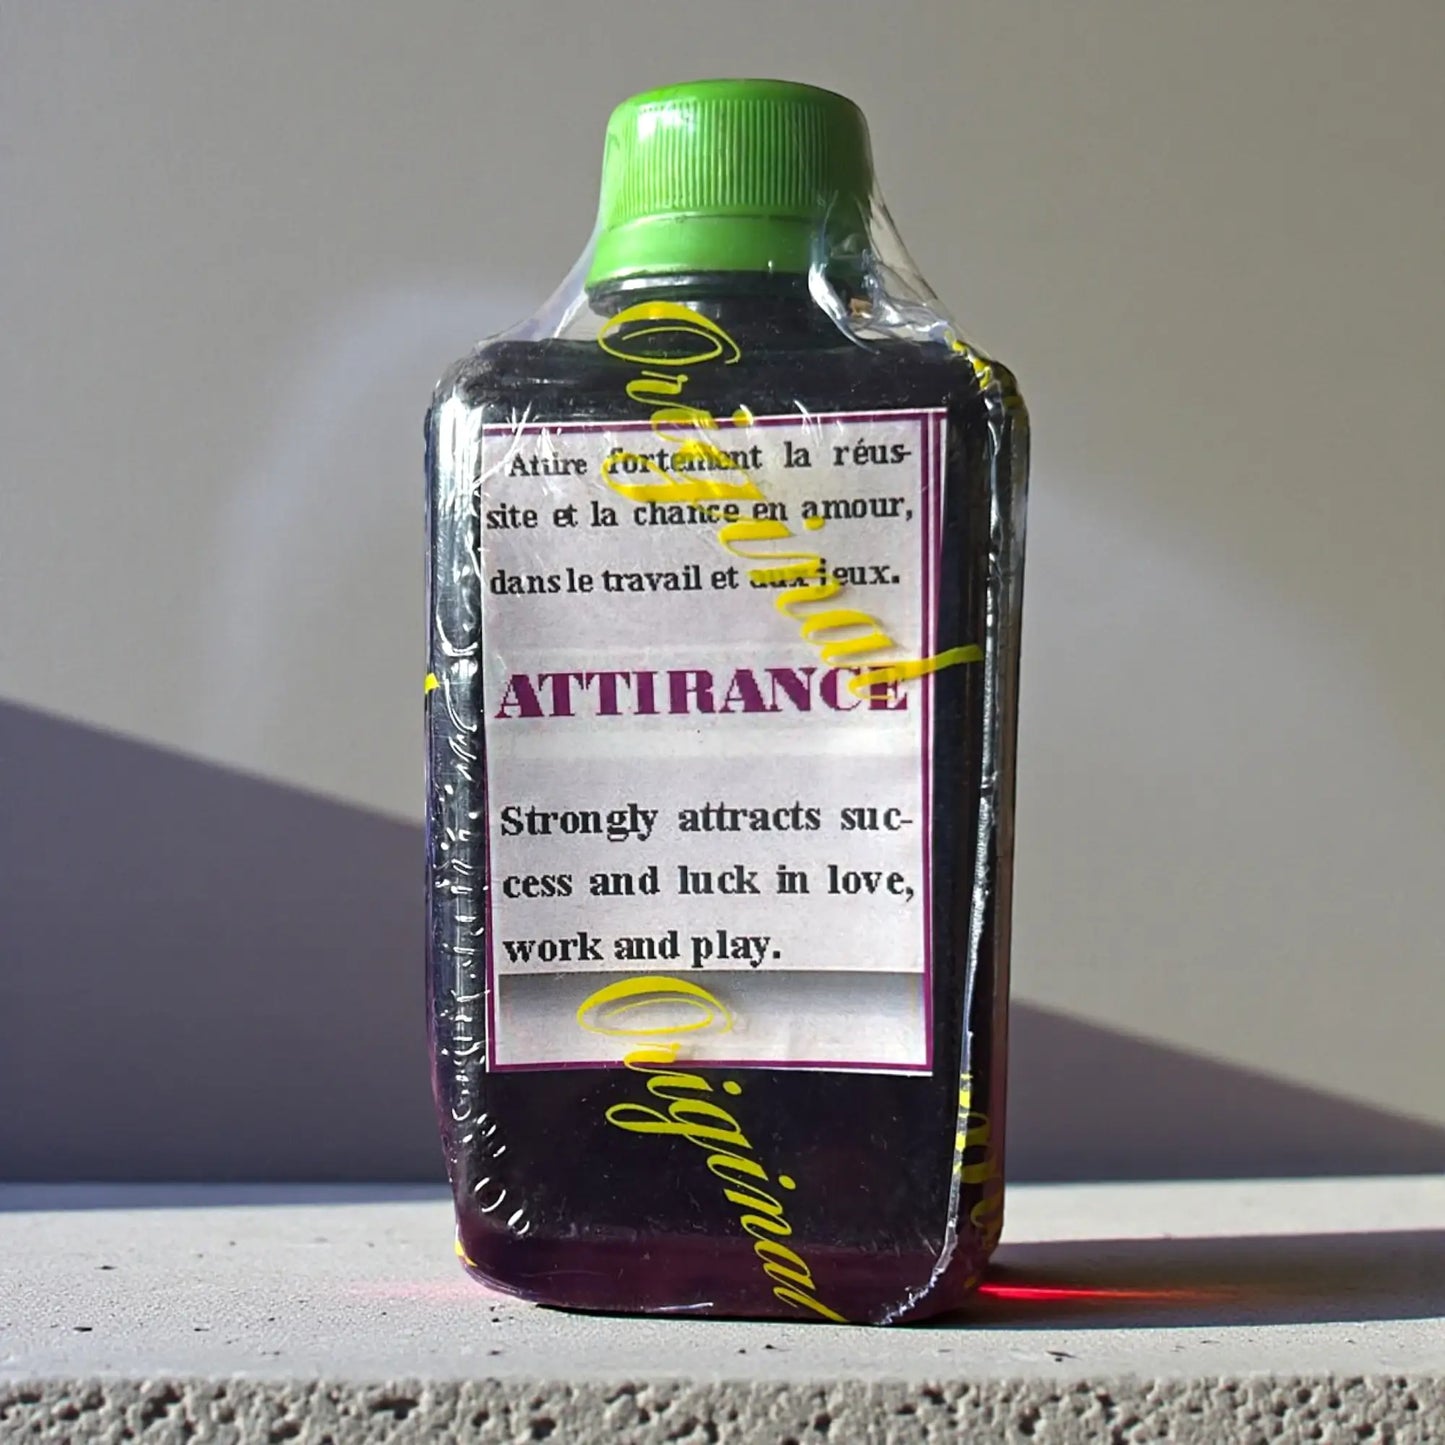 Attire fortement la réus-
site et la chance en amour,
dans le travail et aux jeux.
ATTIRANCE
Strongly attracts suc-
cess and luck in love,
work and play.
Original
Original